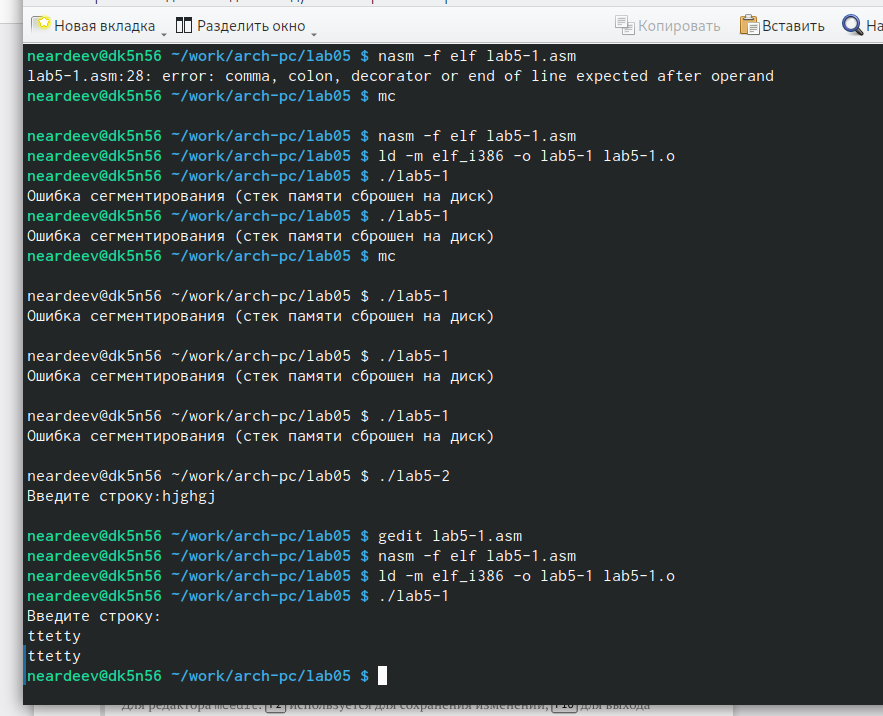 Новая вкладка Разделить окно Копировать Вставить На
neardeev@dk5n56 ~/work/arch-pc/lab05 $ nasm -f elf lab5-1.asm
lab5-1.asm:28: error: comma, colon, decorator or end of line expected after operand
neardeev@dk5n56 ~/work/arch-pc/lab05 $ mc
neardeev@dk5n56 ~/work/arch-pc/lab05 $ nasm -f elf lab5-1.asm
neardeev@dk5n56 ~/work/arch-pc/lab05 $ ld -m elf_i386 -o lab5-1 lab5-1.o
neardeev@dk5n56 ~/work/arch-pc/lab05 $ ./lab5-1
Ошибка сегментирования (стек памяти сброшен на диск)
neardeev@dk5n56 ~/work/arch-pc/lab05 $ ./lab5-1
Ошибка сегментирования (стек памяти сброшен на диск)
neardeev@dk5n56 ~/work/arch-pc/lab05 $ mc
neardeev@dk5n56 ~/work/arch-pc/lab05 $ ./lab5-1
Ошибка сегментирования (стек памяти сброшен на диск)
neardeev@dk5n56 ~/work/arch-pc/lab05 $ ./lab5-1
Ошибка сегментирования (стек памяти сброшен на диск)
neardeev@dk5n56 ~/work/arch-pc/lab05 $ ./lab5-1
Ошибка сегментирования (стек памяти сброшен на диск)
neardeev@dk5n56 ~/work/arch-pc/lab05 $ ./lab5-2
Введите строку:hjghgj
neardeev@dk5n56 ~/work/arch-pc/lab05 $ gedit lab5-1.asm
neardeev@dk5n56 ~/work/arch-pc/lab05 $ nasm -f elf lab5-1.asm
neardeev@dk5n56 ~/work/arch-pc/lab05 $ ld -m elf_i386 -o lab5-1 lab5-1.o
neardeev@dk5n56 ~/work/arch-pc/lab05 $ ./lab5-1
Введите строку:
ttetty
ttetty
neardeev@dk5n56 ~/work/arch-pc/lab05 $
Для редактора mcedit: F2 используется для сохранения изменений, F10 для выхода